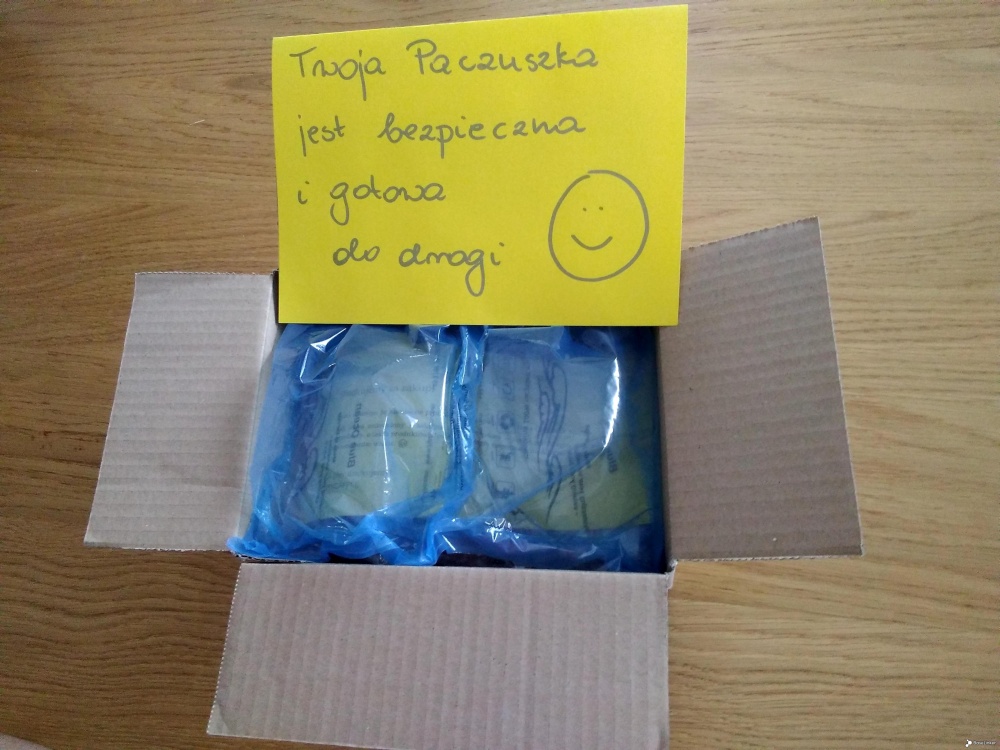 Twoja Paczuszka
jest bezpieczna
i gotowa
do drogi